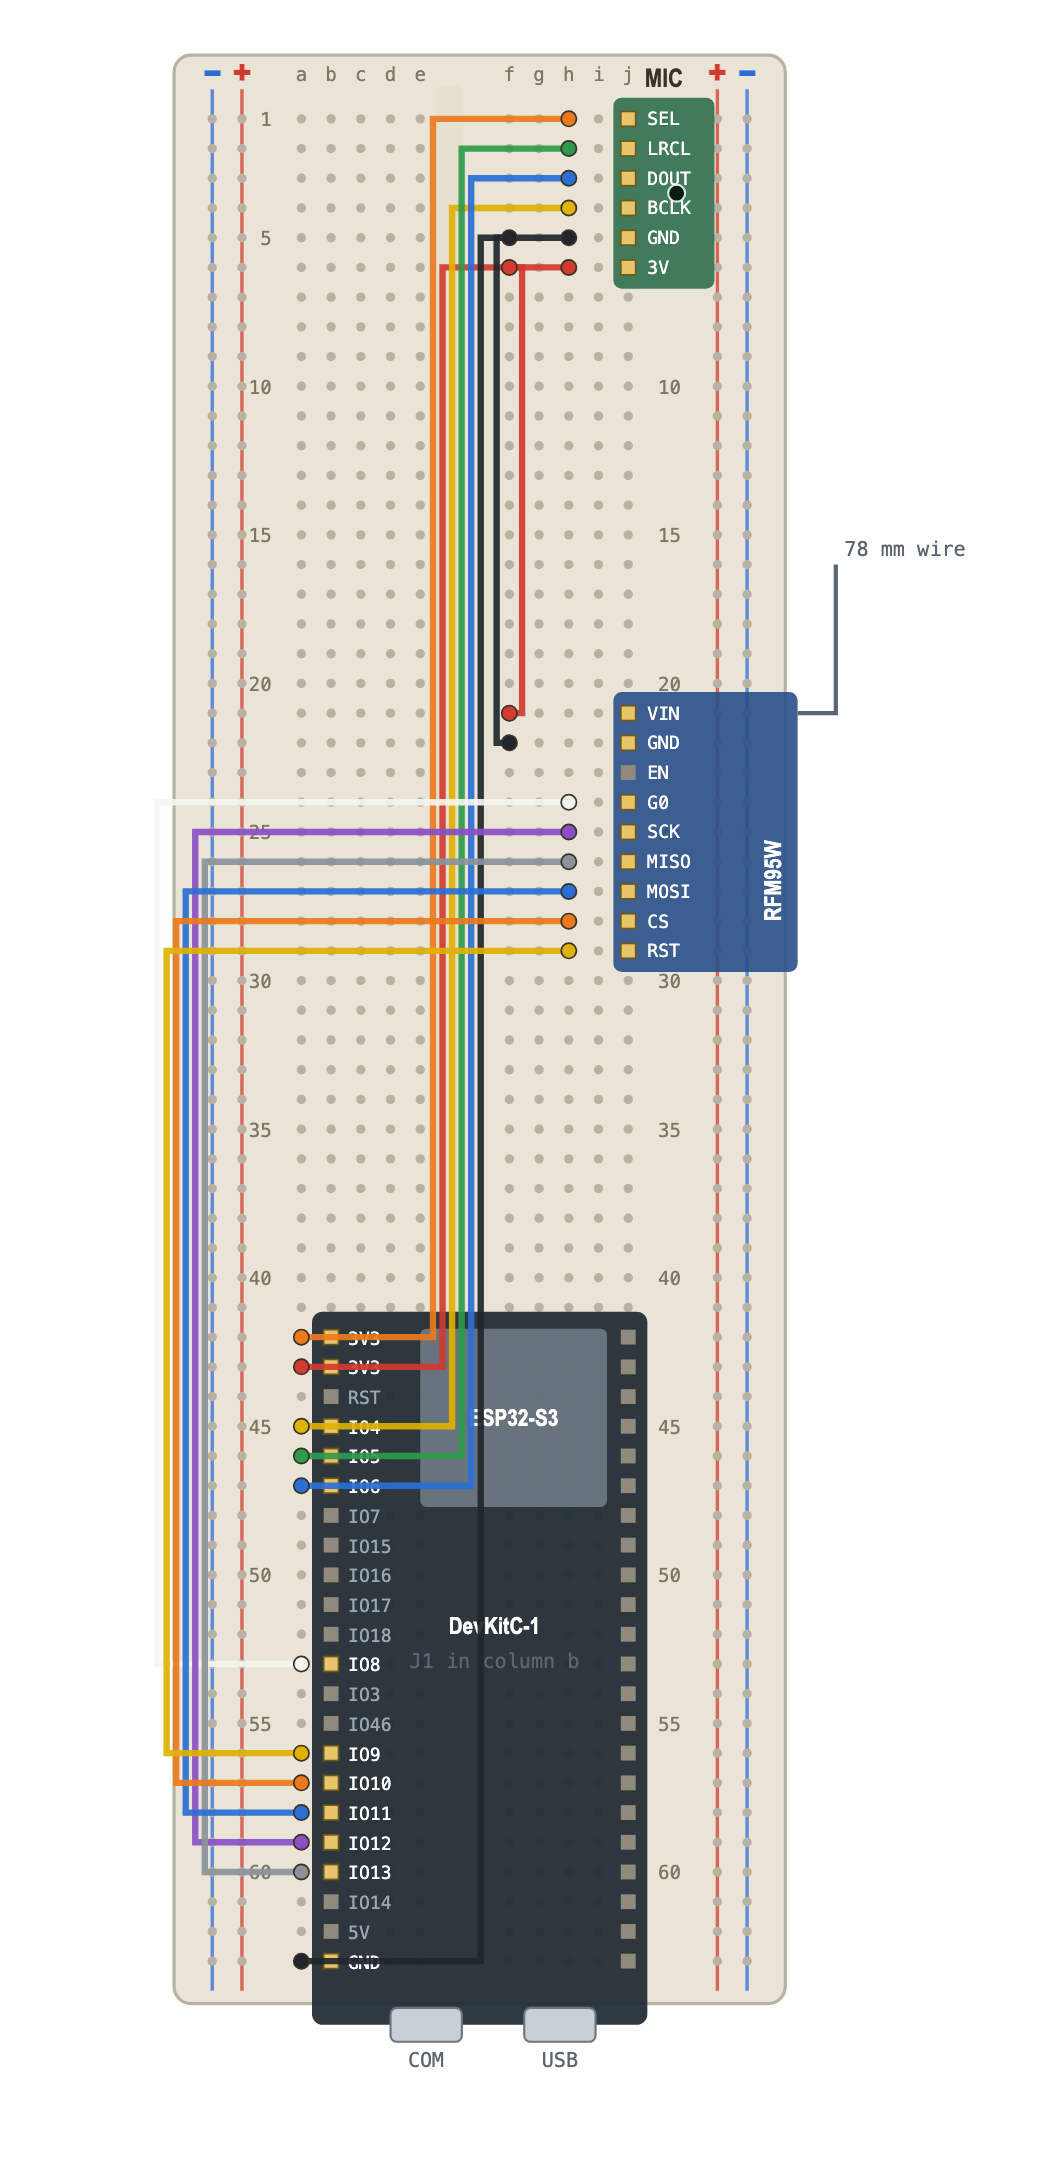 a b c d e f g h i j MIC
1 SEL
LRCL
DOUT
BCLK
5 GND
3V
10 10
15 15
78 mm wire
20 20
VIN
GND
EN
G0
25 SCK
MISO
MOSI
CS
RST
RFM95W
30 30
35 35
40 40
3V3
3V3
RST
45 IO4 ESP32-S3 45
IO5
IO6
IO7
IO15
50 IO16 50
IO17
IO18 DevKitC-1
IO8 J1 in column b
IO3
55 IO46 55
IO9
IO10
IO11
IO12
60 IO13 60
IO14
5V
GND
COM USB